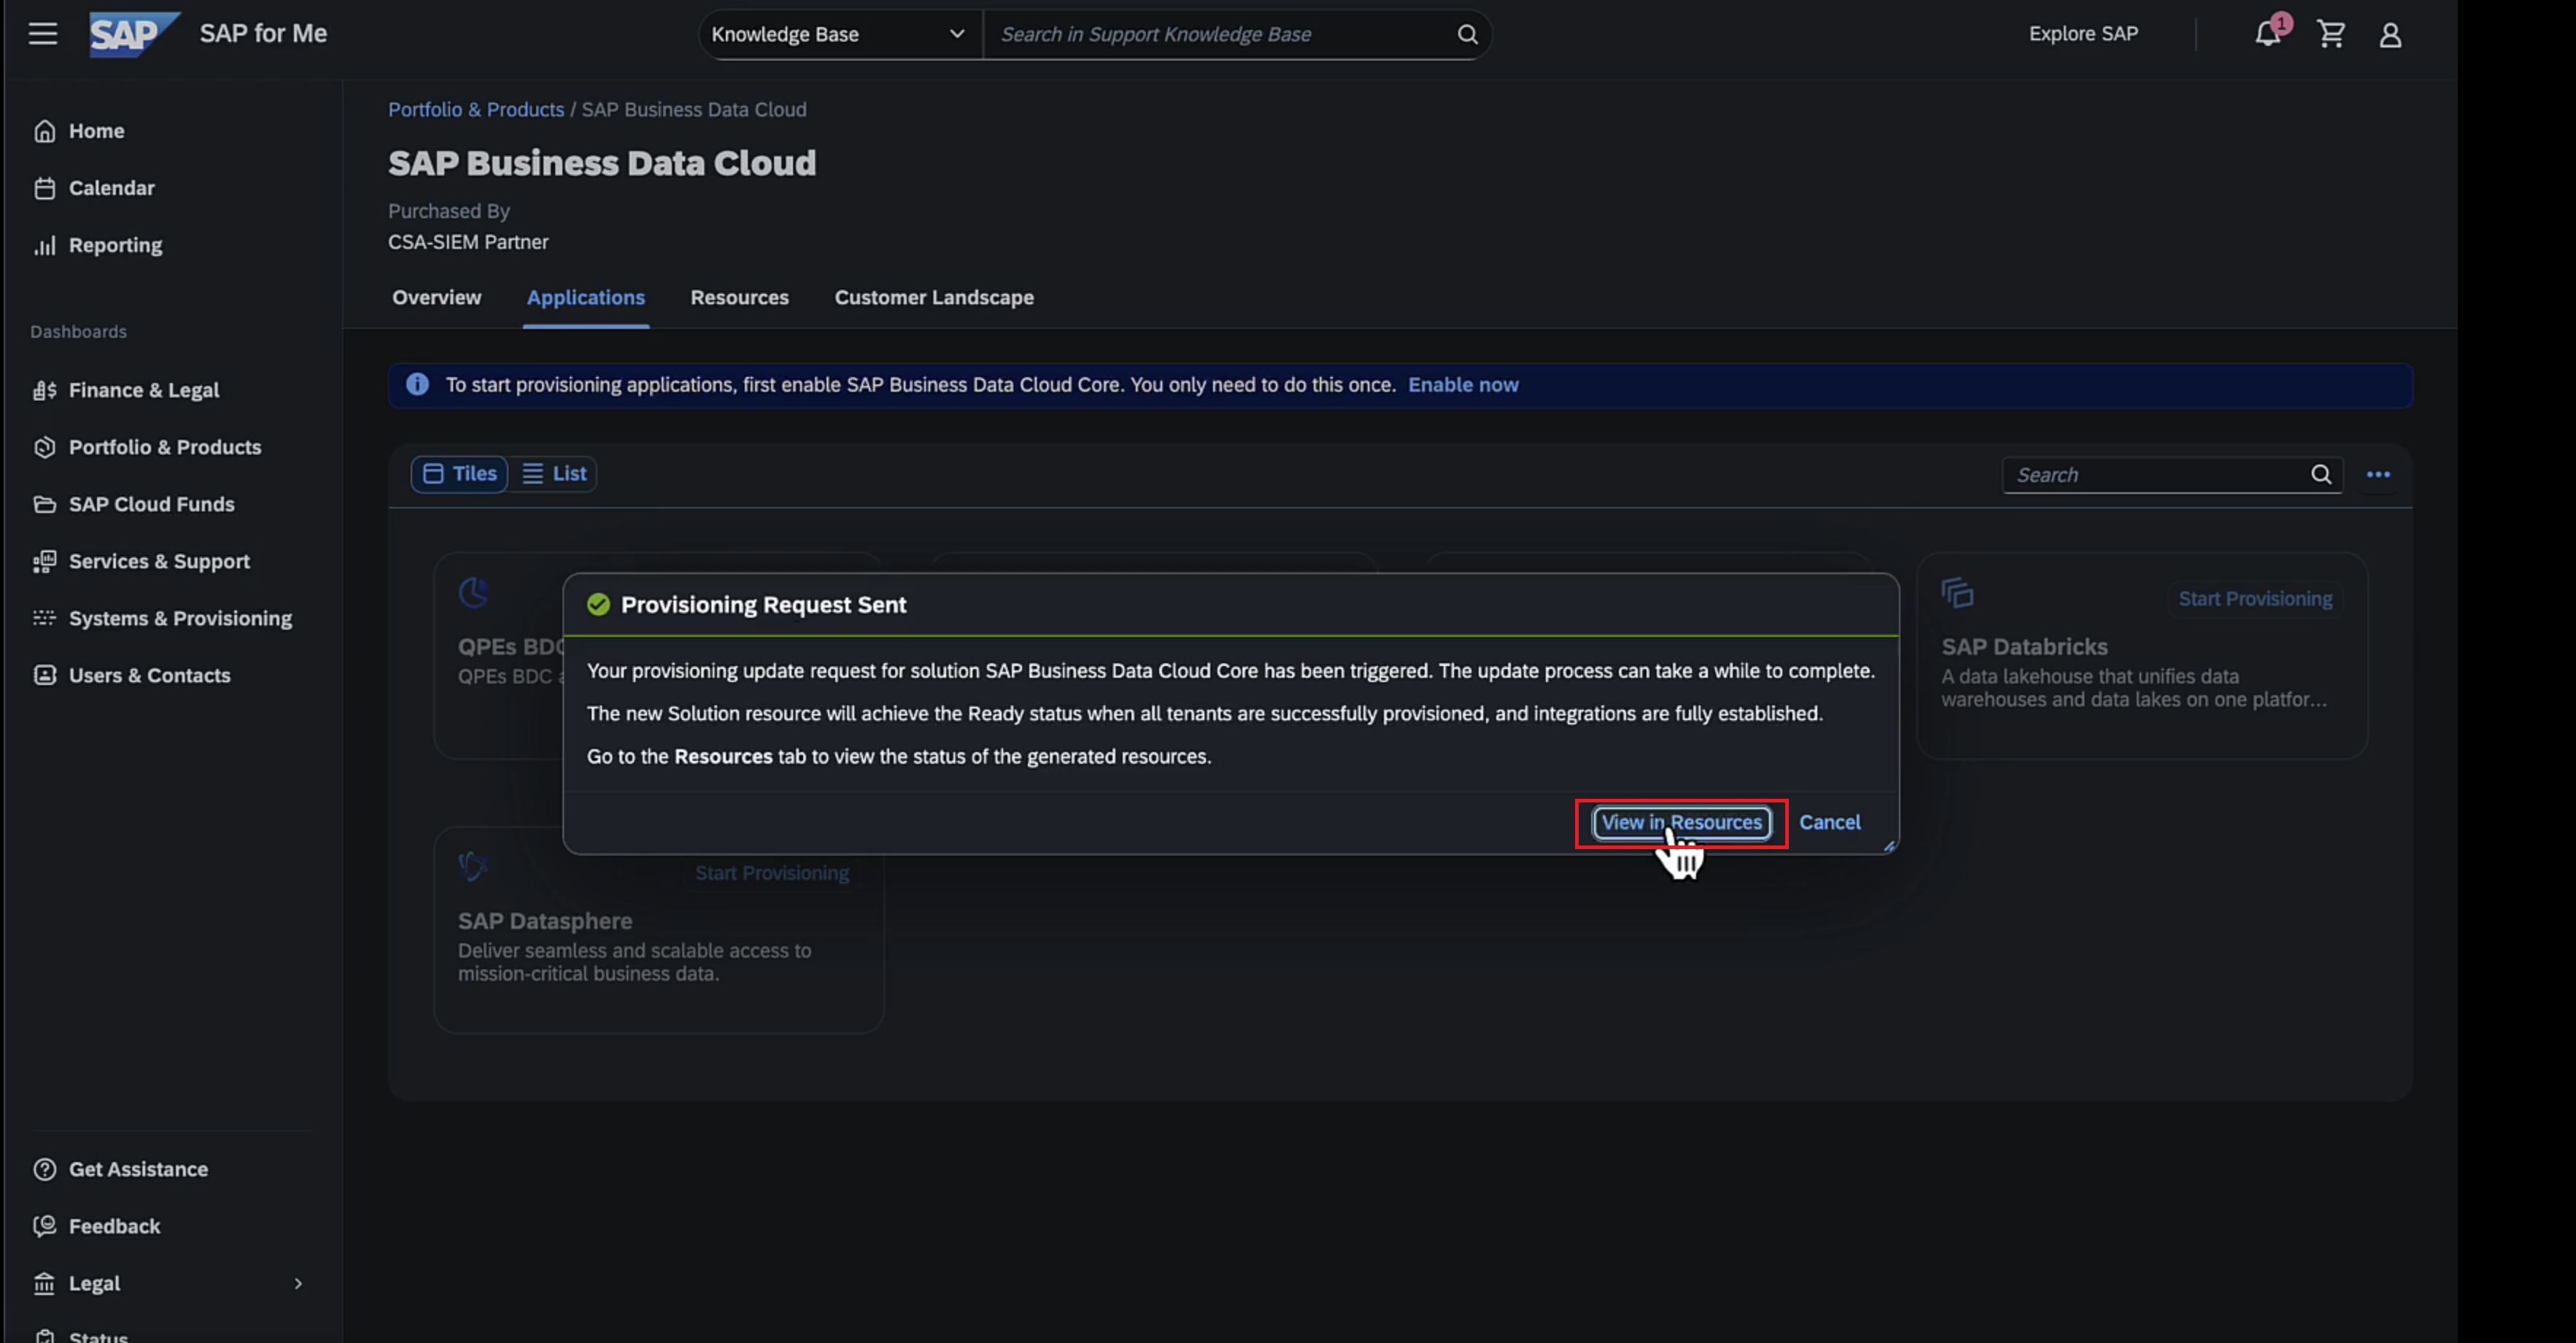 SAP
SAP for Me
Knowledge Base
Search in Support Knowledge Base
Explore SAP
1
Home
Calendar
Reporting
Dashboards
Finance & Legal
Portfolio & Products
SAP Cloud Funds
Services & Support
Systems & Provisioning
Users & Contacts
Get Assistance
Feedback
Legal
Status
Portfolio & Products / SAP Business Data Cloud
SAP Business Data Cloud
Purchased By
CSA-SIEM Partner
Overview
Applications
Resources
Customer Landscape
To start provisioning applications, first enable SAP Business Data Cloud Core. You only need to do this once. Enable now
Tiles
List
Search
QPEs BDC
QPEs BDC
Provisioning Request Sent
Your provisioning update request for solution SAP Business Data Cloud Core has been triggered. The update process can take a while to complete.
The new Solution resource will achieve the Ready status when all tenants are successfully provisioned, and integrations are fully established.
Go to the Resources tab to view the status of the generated resources.
View in Resources
Cancel
Start Provisioning
SAP Databricks
A data lakehouse that unifies data
warehouses and data lakes on one platfor...
Start Provisioning
SAP Datasphere
Deliver seamless and scalable access to
mission-critical business data.